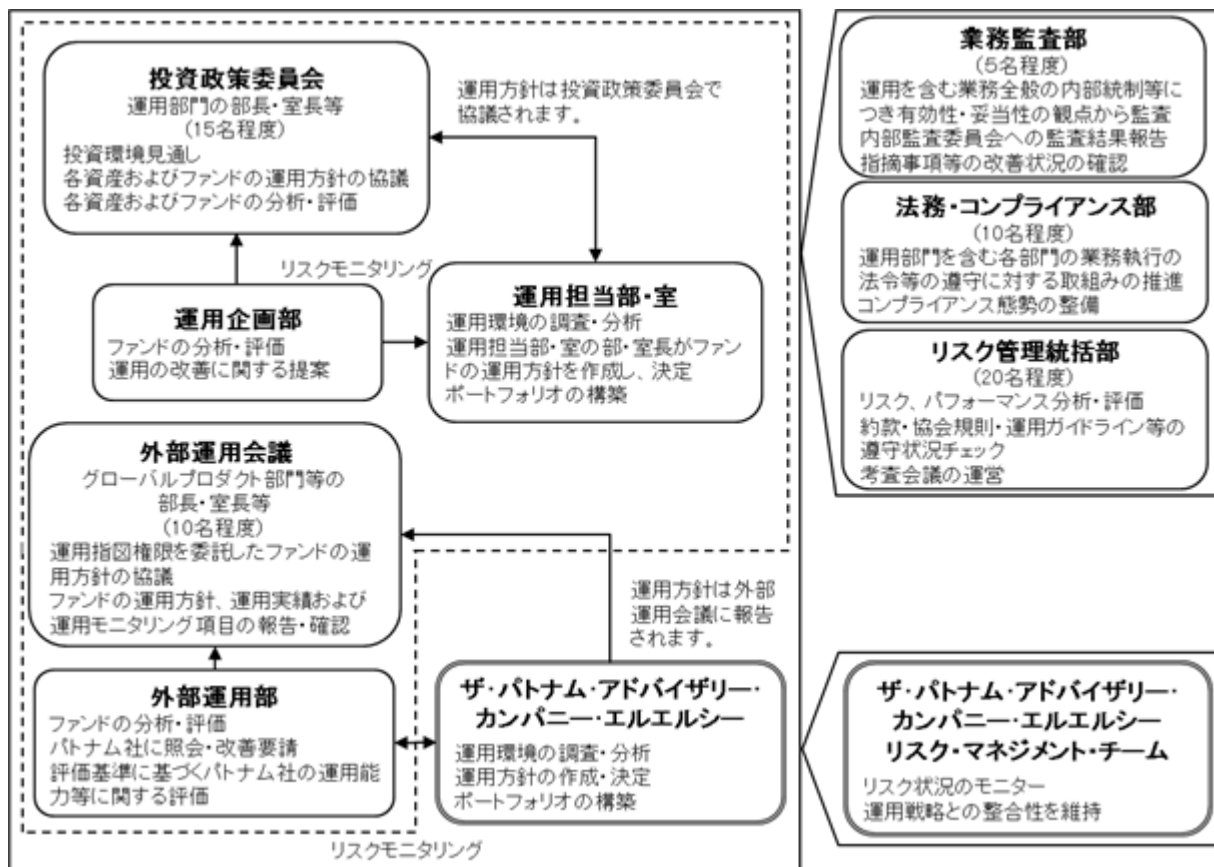 投資政策委員会
運用部門の部長・室長等
(15名程度)
投資環境見通し
各資産およびファンドの運用方針の協議
各資産およびファンドの分析・評価
運用方針は投資政策委員会で
協議されます。
リスクモニタリング
運用企画部
ファンドの分析・評価
運用の改善に関する提案
運用担当部・室
運用環境の調査・分析
運用担当部・室の部・室長がファン
ドの運用方針を作成し、決定
ポートフォリオの構築
外部運用会議
グローバルプロダクト部門等の
部長・室長等
(10名程度)
運用指図権限を委託したファンドの運
用方針の協議
ファンドの運用方針、運用実績および
運用モニタリング項目の報告・確認
運用方針は外部
運用会議に報告
されます。
外部運用部
ファンドの分析・評価
パトナム社に照会・改善要請
評価基準に基づくパトナム社の運用能
力等に関する評価
ザ・パトナム・アドバイザリー・
カンパニー・エルエルシー
運用環境の調査・分析
運用方針の作成・決定
ポートフォリオの構築
リスクモニタリング
業務監査部
(5名程度)
運用を含む業務全般の内部統制等に
つき有効性・妥当性の観点から監査
内部監査委員会への監査結果報告
指摘事項等の改善状況の確認
法務・コンプライアンス部
(10名程度)
運用部門を含む各部門の業務執行の
法令等の遵守に対する取組みの推進
コンプライアンス態勢の整備
リスク管理統括部
(20名程度)
リスク、パフォーマンス分析・評価
約款・協会規則・運用ガイドライン等の
遵守状況チェック
考査会議の運営
ザ・パトナム・アドバイザリー・
カンパニー・エルエルシー
リスク・マネジメント・チーム
リスク状況のモニター
運用戦略との整合性を維持